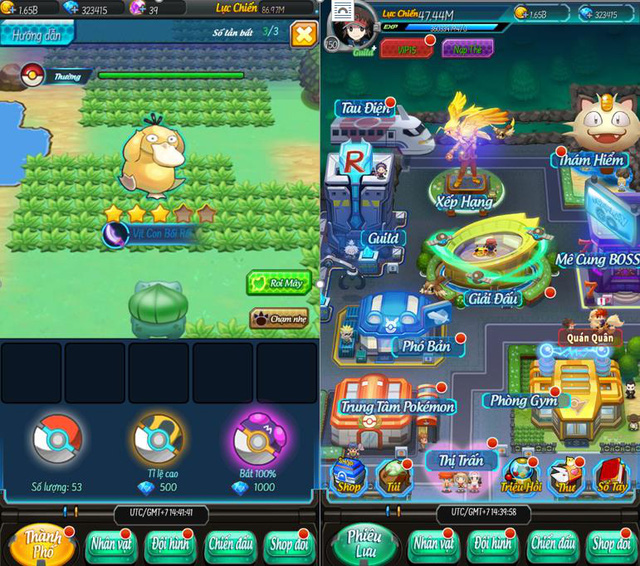 1.65B
323415
39
Lực Chiến 86.97M
Hướng dẫn
Số lần bắt 3/3
Thường
Vịt Con Bối Rối
Roi Mây
Chạm nhẹ
Tỉ lệ cao
Bắt 100%
Số lượng: 53
500
1000
UTC/GMT+7 14:41:41
Thành Phố
Nhân vật
Đội hình
Chiến đấu
Shop đổi
Lực Chiến 47.44M
1.65B
323415
EXP
150
Guild
VIP15
Nạp Thẻ
Tàu Điện
Thám Hiểm
R
Xếp Hạng
Guild
Mê Cung BOSS
Giải Đấu
7
7
Quán Quân
Phó Bản
Trung Tâm Pokémon
Phòng Gym
Thị Trấn
Shop
Túi
Triệu Hồi
Thư
Sổ Tay
UTC/GMT+7 14:39:58
Phiêu Lưu
Nhân vật
Đội hình
Chiến đấu
Shop đổi